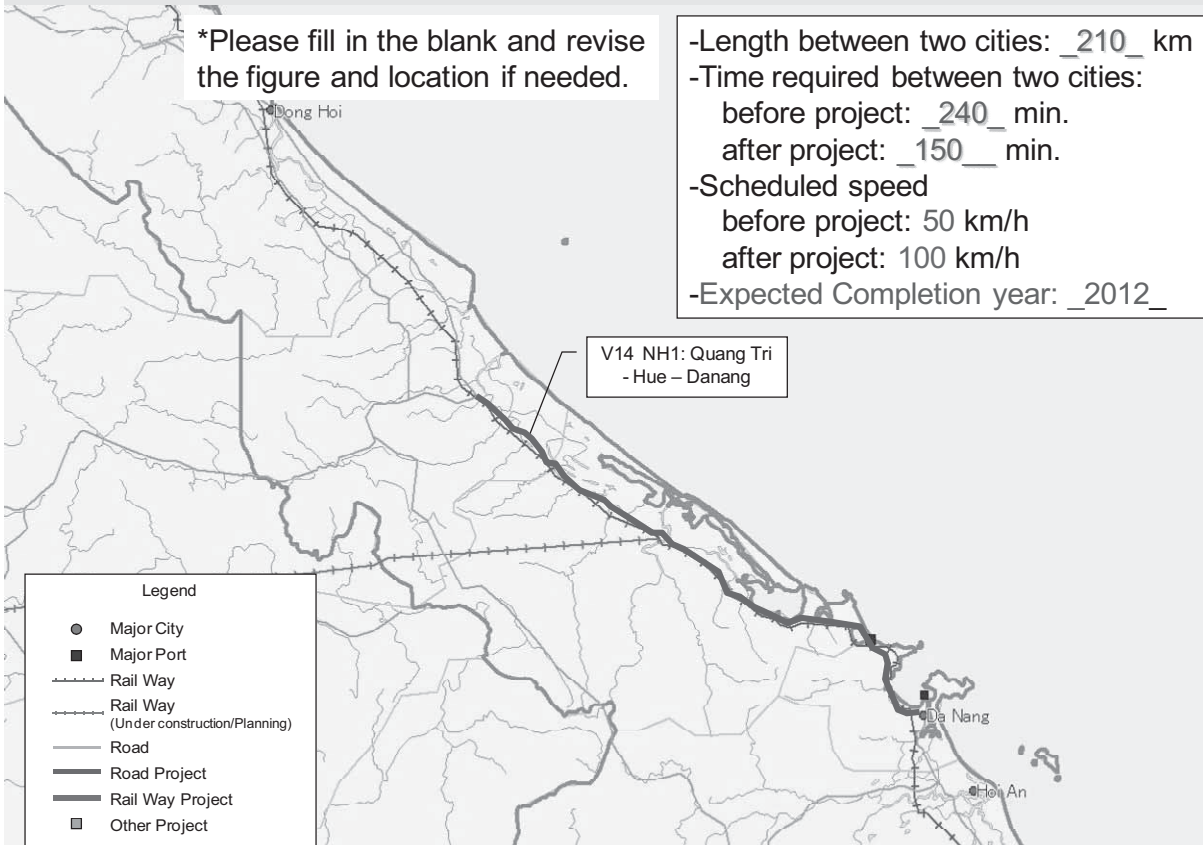 *Please fill in the blank and revise
the figure and location if needed.
-Length between two cities: _210_ km
-Time required between two cities:
before project: _240_ min.
after project: _150__ min.
-Scheduled speed
before project: 50 km/h
after project: 100 km/h
-Expected Completion year: _2012_
Dong Hoi
V14 NH1: Quang Tri
- Hue – Danang
Da Nang
Hoi An
Legend
Major City
Major Port
Rail Way
Rail Way
(Under construction/Planning)
Road
Road Project
Rail Way Project
Other Project